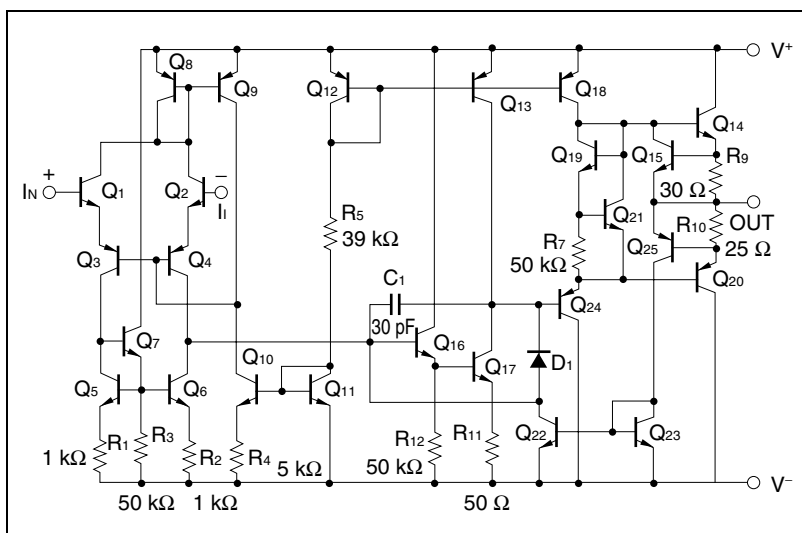 V+
Q8
Q9
Q12
Q13
Q18
Q14
+
−
Q19
Q15
R9
IN
Q1
Q2
II
30 Ω
R5
Q21
R10
OUT
Q3
Q4
39 kΩ
R7
Q25
25 Ω
C1
50 kΩ
Q20
Q24
30 pF
Q7
Q10
Q16
D1
Q5
Q6
Q11
Q17
R12
R11
Q22
Q23
R1
R3
R2
R4
1 kΩ
5 kΩ
50 kΩ
V−
50 kΩ
1 kΩ
50 Ω